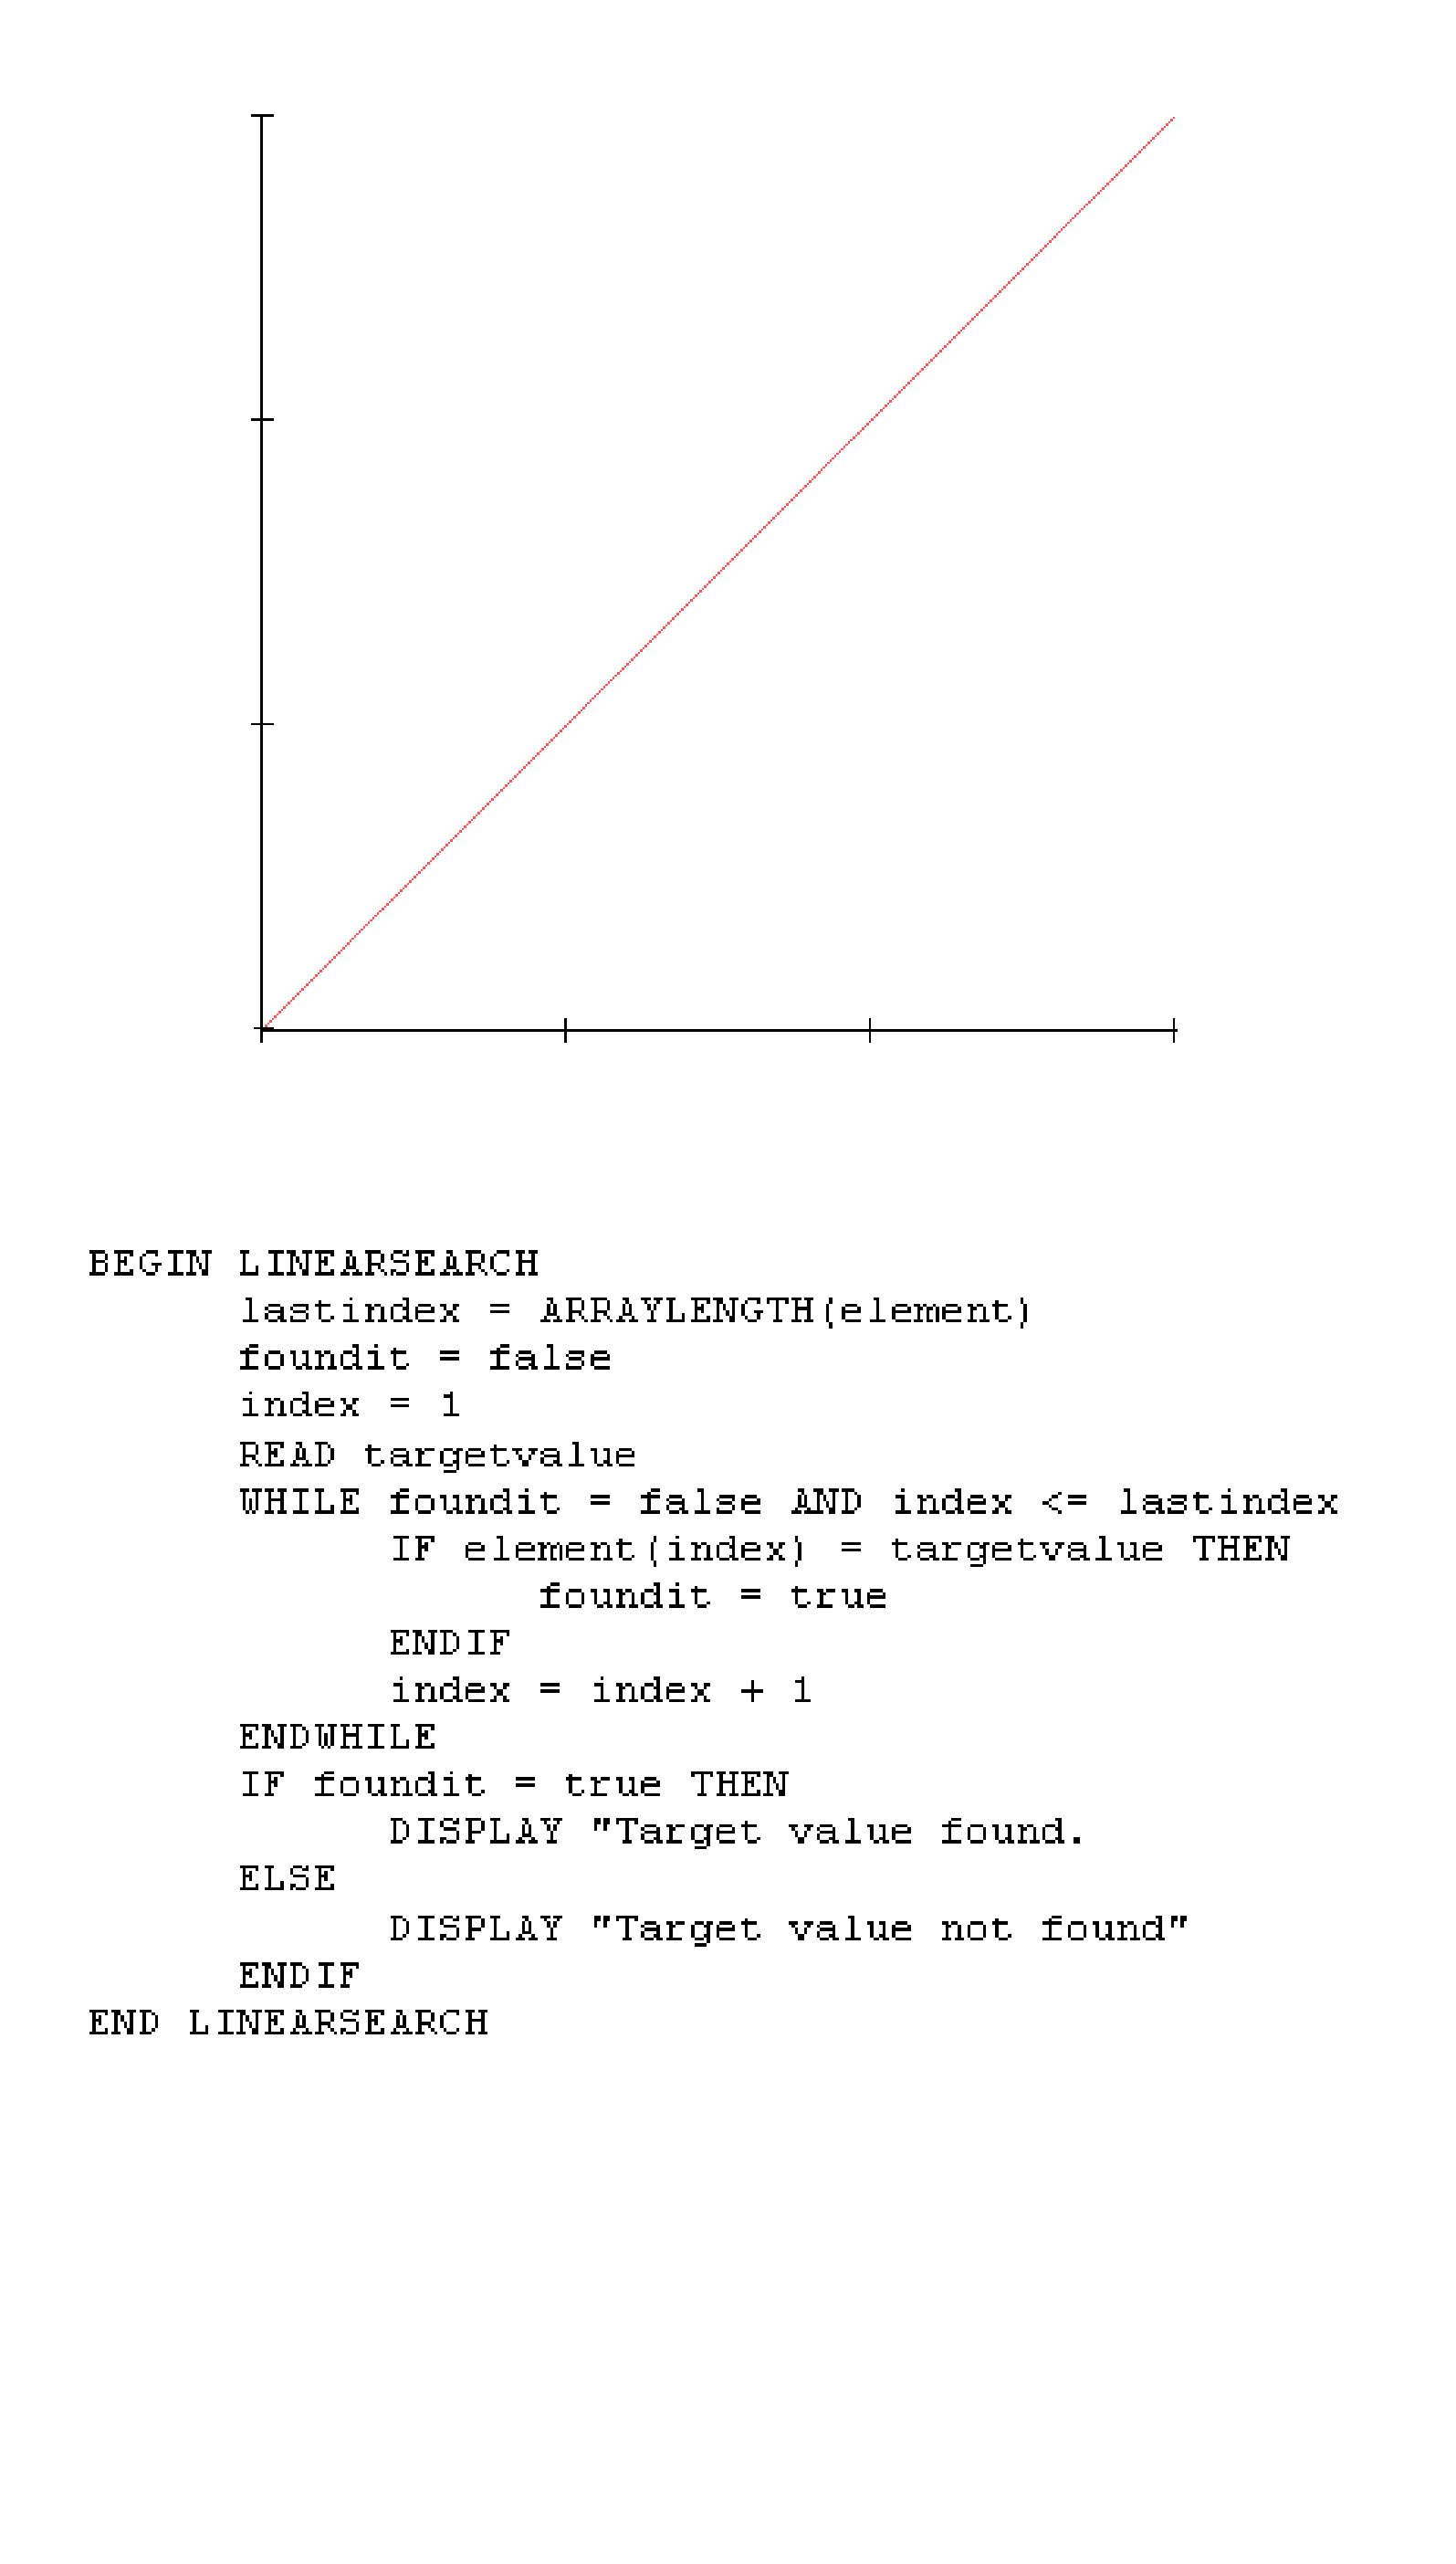 BEGIN LINEARSEARCH
lastindex = ARRAYLENGTH(element)
foundit = false
index = 1
READ targetvalue
WHILE foundit = false AND index <= lastindex
IF element(index) = targetvalue THEN
foundit = true
ENDIF
index = index + 1
ENDWHILE
IF foundit = true THEN
DISPLAY "Target value found.
ELSE
DISPLAY "Target value not found"
ENDIF
END LINEARSEARCH